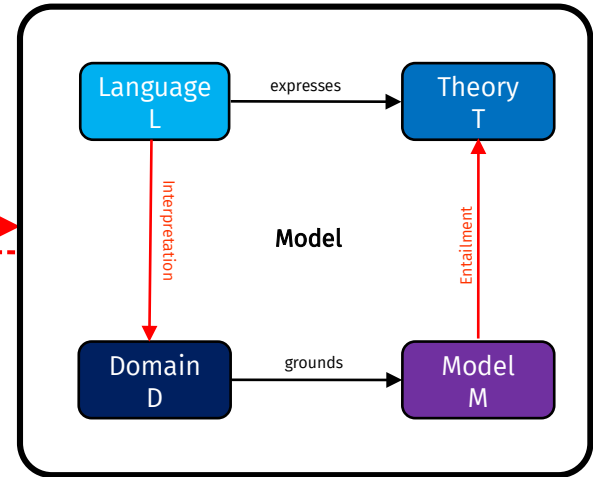 Language
L
expresses
Theory
T
Interpretation
Model
Entailment
Domain
D
grounds
Model
M